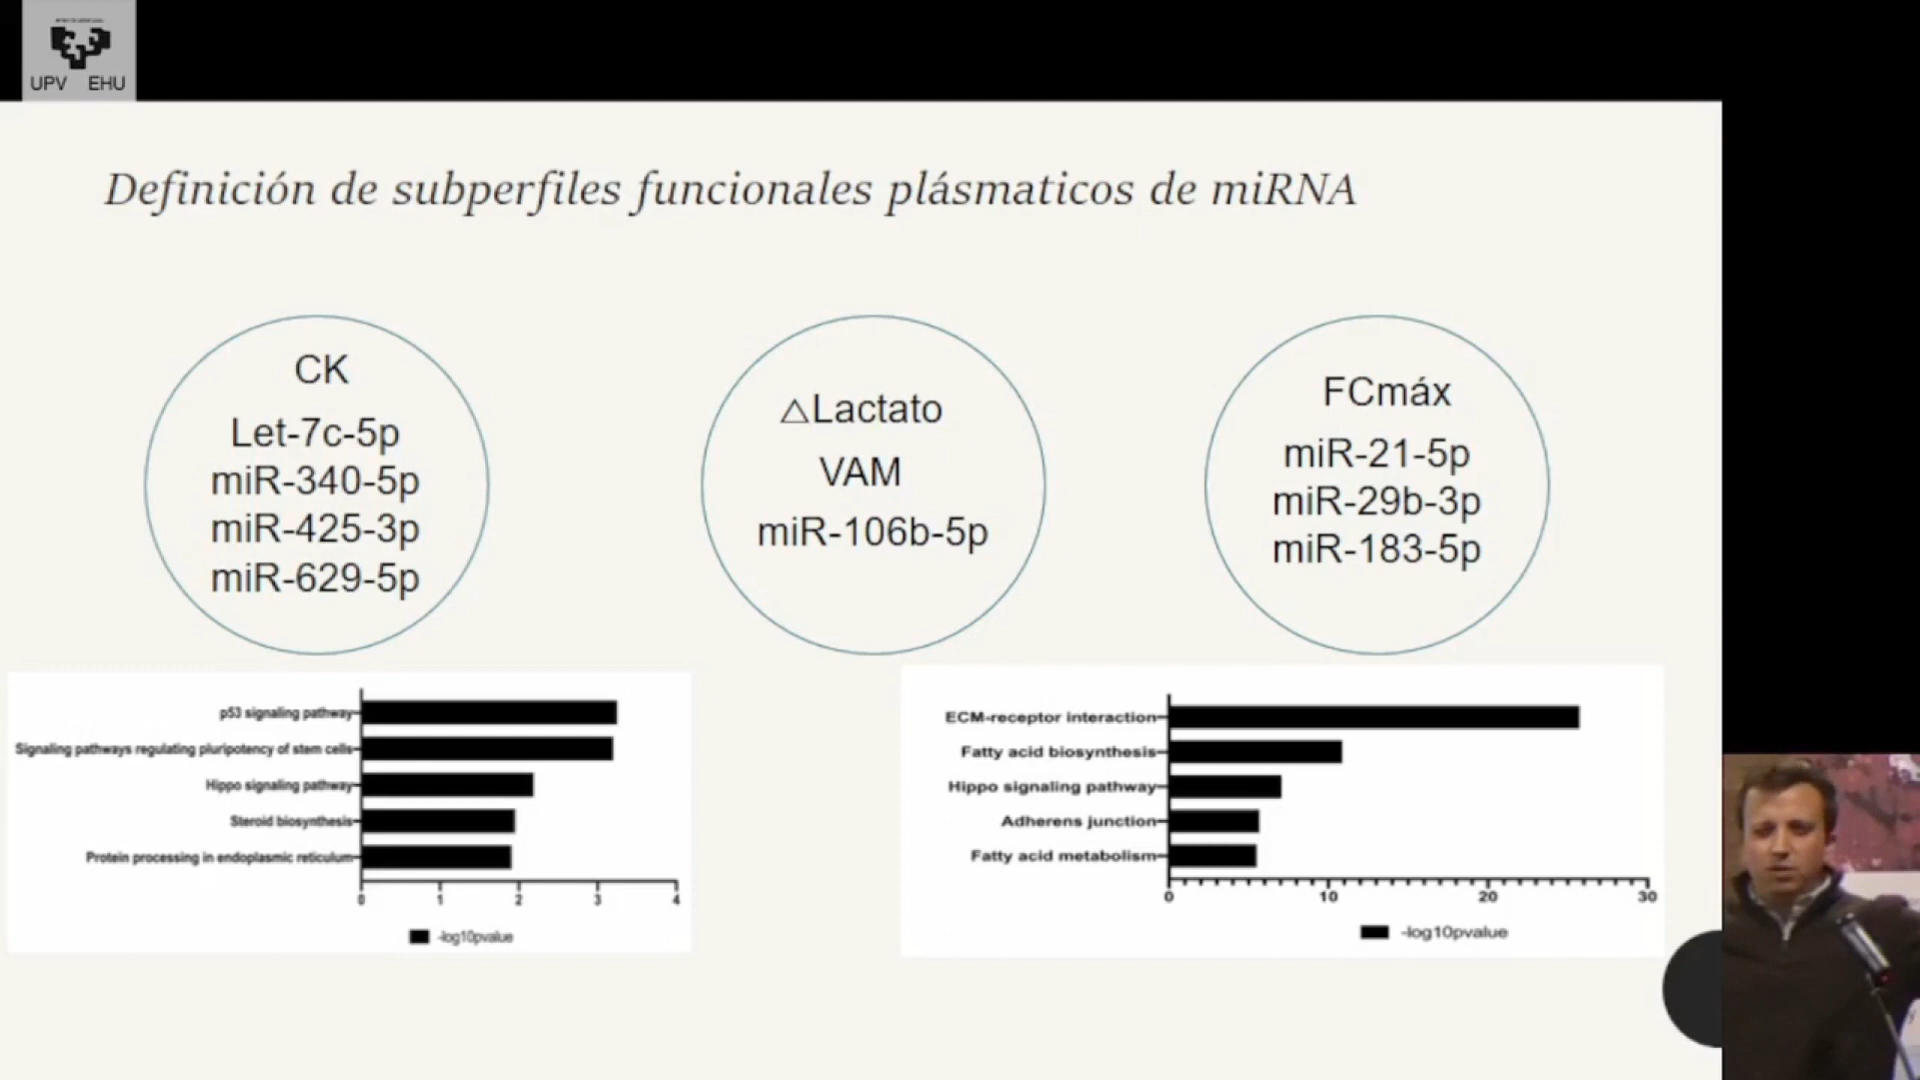 UPV EHU
Definición de subperfiles funcionales plásmaticos de miRNA
CK
Let-7c-5p
miR-340-5p
miR-425-3p
miR-629-5p
△Lactato
VAM
miR-106b-5p
FCmáx
miR-21-5p
miR-29b-3p
miR-183-5p
p53 signaling pathway
Signaling pathways regulating pluripotency of stem cells
Hippo signaling pathway
Steroid biosynthesis
Protein processing in endoplasmic reticulum
0 1 2 3 4
-log10pvalue
ECM-receptor interaction
Fatty acid biosynthesis
Hippo signaling pathway
Adherens junction
Fatty acid metabolism
0 10 20 30
-log10pvalue